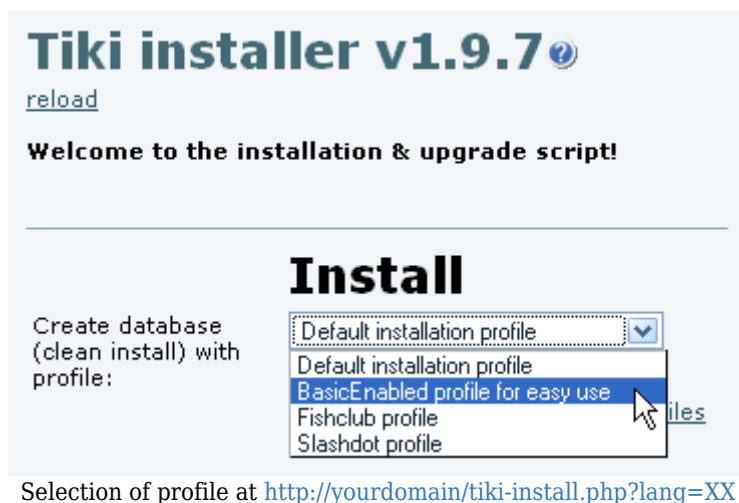 Tiki installer v1.9.7
reload
Welcome to the installation & upgrade script!
Install
Create database
(clean install) with
profile:
Default installation profile
Default installation profile
BasicEnabled profile for easy use
Fishclub profile
Slashdot profile
Selection of profile at http://yourdomain/tiki-install.php?lang=XX